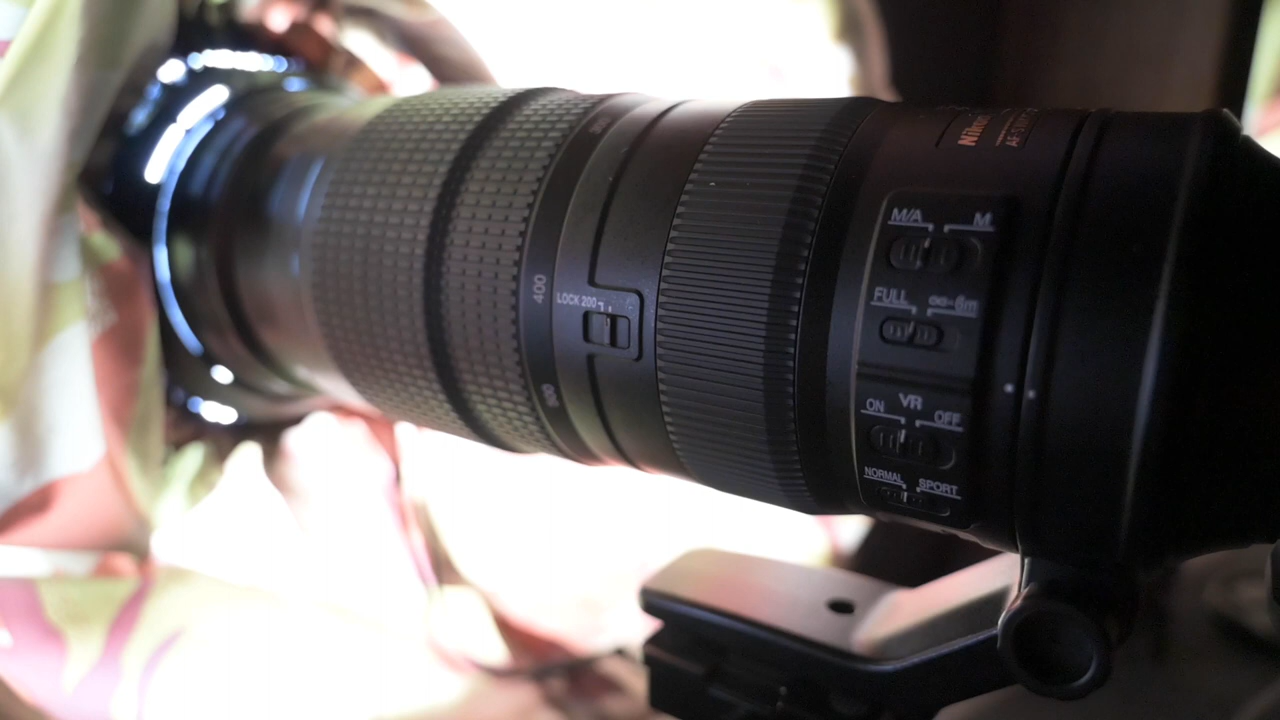 Nikon
M/A M
FULL ∞-6m
VR
ON OFF
NORMAL SPORT
LOCK 200
400